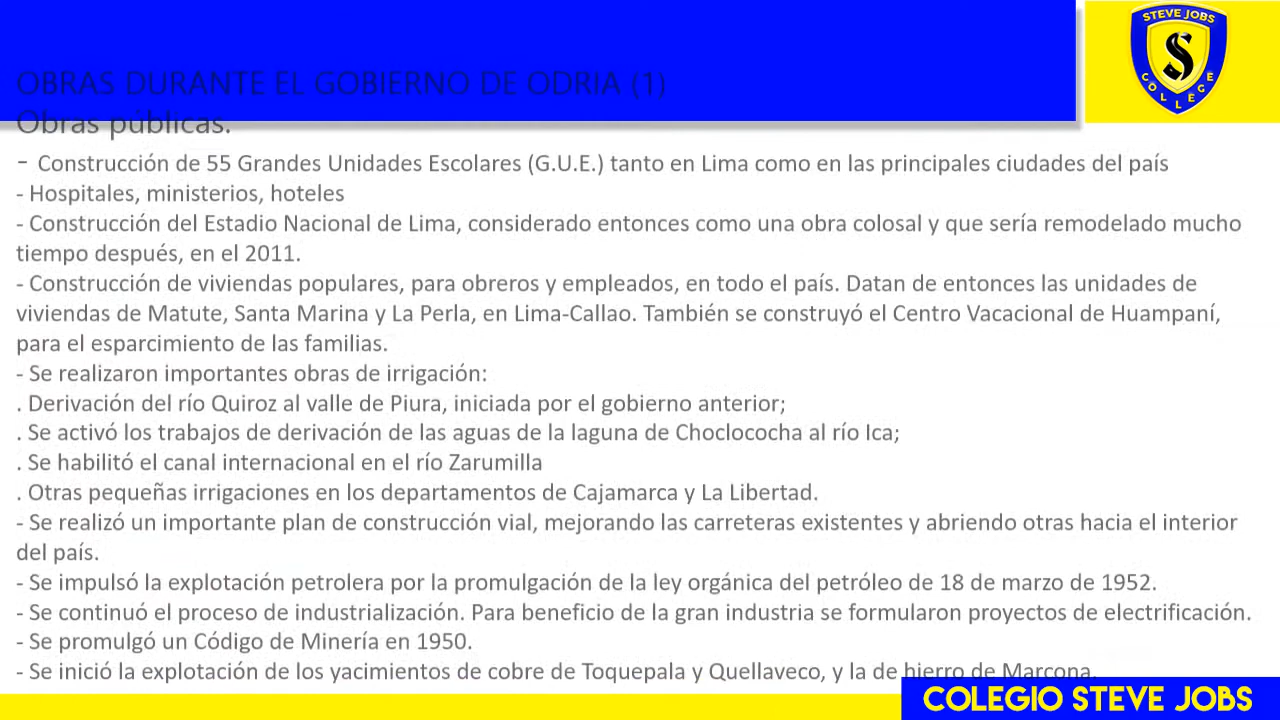 STEVE JOBS
S
COLLEGE
OBRAS DURANTE EL GOBIERNO DE ODRIA (1)
Obras públicas.
- Construcción de 55 Grandes Unidades Escolares (G.U.E.) tanto en Lima como en las principales ciudades del país
- Hospitales, ministerios, hoteles
- Construcción del Estadio Nacional de Lima, considerado entonces como una obra colosal y que sería remodelado mucho
tiempo después, en el 2011.
- Construcción de viviendas populares, para obreros y empleados, en todo el país. Datan de entonces las unidades de
viviendas de Matute, Santa Marina y La Perla, en Lima-Callao. También se construyó el Centro Vacacional de Huampaní,
para el esparcimiento de las familias.
- Se realizaron importantes obras de irrigación:
. Derivación del río Quiroz al valle de Piura, iniciada por el gobierno anterior;
. Se activó los trabajos de derivación de las aguas de la laguna de Choclococha al río Ica;
. Se habilitó el canal internacional en el río Zarumilla
. Otras pequeñas irrigaciones en los departamentos de Cajamarca y La Libertad.
- Se realizó un importante plan de construcción vial, mejorando las carreteras existentes y abriendo otras hacia el interior
del país.
- Se impulsó la explotación petrolera por la promulgación de la ley orgánica del petróleo de 18 de marzo de 1952.
- Se continuó el proceso de industrialización. Para beneficio de la gran industria se formularon proyectos de electrificación.
- Se promulgó un Código de Minería en 1950.
- Se inició la explotación de los yacimientos de cobre de Toquepala y Quellaveco, y la de hierro de Marcona.
COLEGIO STEVE JOBS